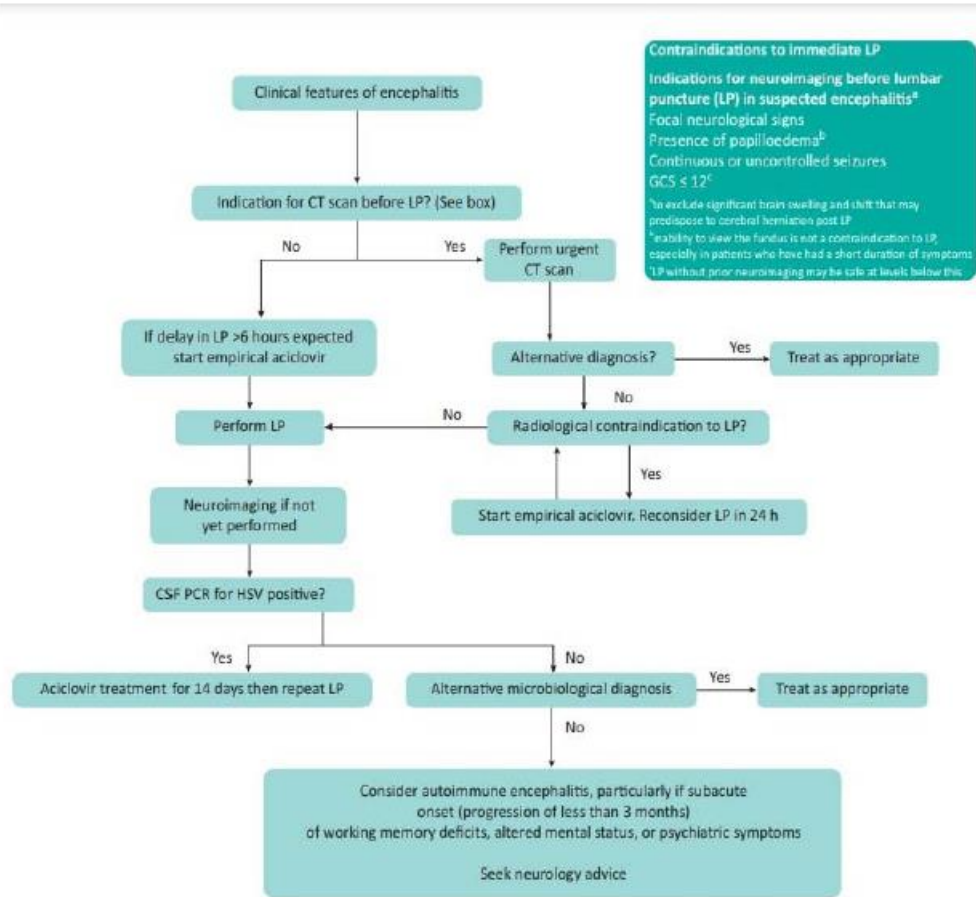 Contraindications to immediate LP
Indications for neuroimaging before lumbar
puncture (LP) in suspected encephalitisᵃ
Focal neurological signs
Presence of papilloedemaᵇ
Continuous or uncontrolled seizures
GCS ≤ 12ᶜ
ᵃto exclude significant brain swelling and shift that may
predispose to cerebral herniation post LP
ᵇinability to view the fundus is not a contraindication to LP,
especially in patients who have had a short duration of symptoms
ᶜLP without prior neuroimaging may be safe at levels below this
Clinical features of encephalitis
Indication for CT scan before LP? (See box)
No
Yes
Perform urgent
CT scan
If delay in LP >6 hours expected
start empirical aciclovir
Alternative diagnosis?
Yes
Treat as appropriate
No
Perform LP
No
Radiological contraindication to LP?
Yes
Neuroimaging if not
yet performed
Start empirical aciclovir. Reconsider LP in 24 h
CSF PCR for HSV positive?
Yes
No
Aciclovir treatment for 14 days then repeat LP
Alternative microbiological diagnosis
Yes
Treat as appropriate
No
Consider autoimmune encephalitis, particularly if subacute
onset (progression of less than 3 months)
of working memory deficits, altered mental status, or psychiatric symptoms
Seek neurology advice